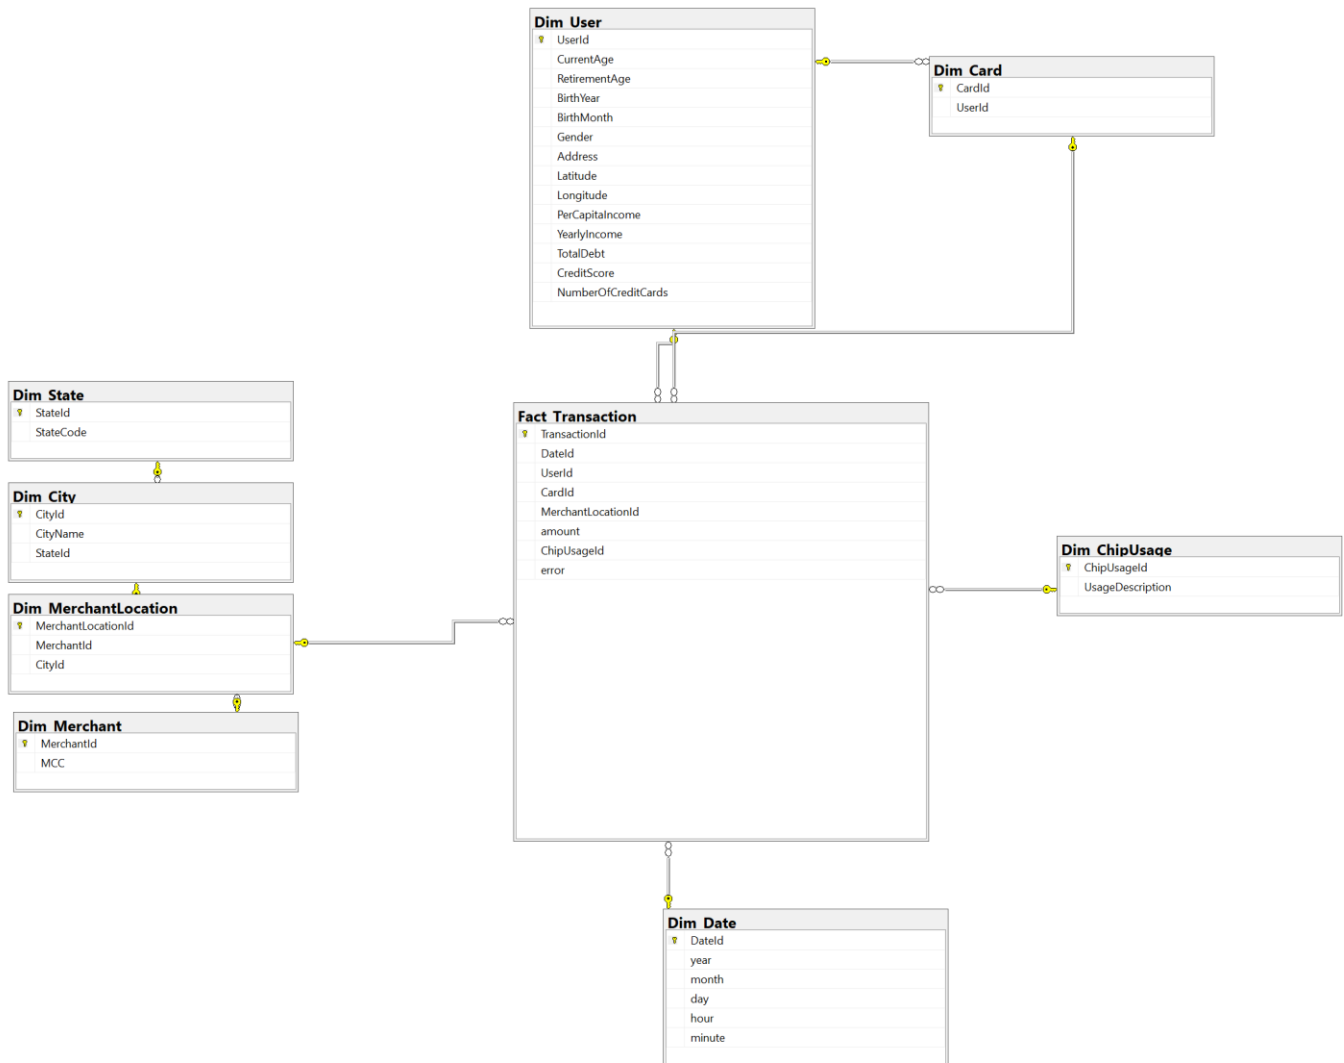 Dim_User
UserId
CurrentAge
RetirementAge
BirthYear
BirthMonth
Gender
Address
Latitude
Longitude
PerCapitaIncome
YearlyIncome
TotalDebt
CreditScore
NumberOfCreditCards
Dim_Card
CardId
UserId
Dim_State
StateId
StateCode
Dim_City
CityId
CityName
StateId
Dim_MerchantLocation
MerchantLocationId
MerchantId
CityId
Dim_Merchant
MerchantId
MCC
Fact_Transaction
TransactionId
DateId
UserId
CardId
MerchantLocationId
amount
ChipUsageId
error
Dim_ChipUsage
ChipUsageId
UsageDescription
Dim_Date
DateId
year
month
day
hour
minute